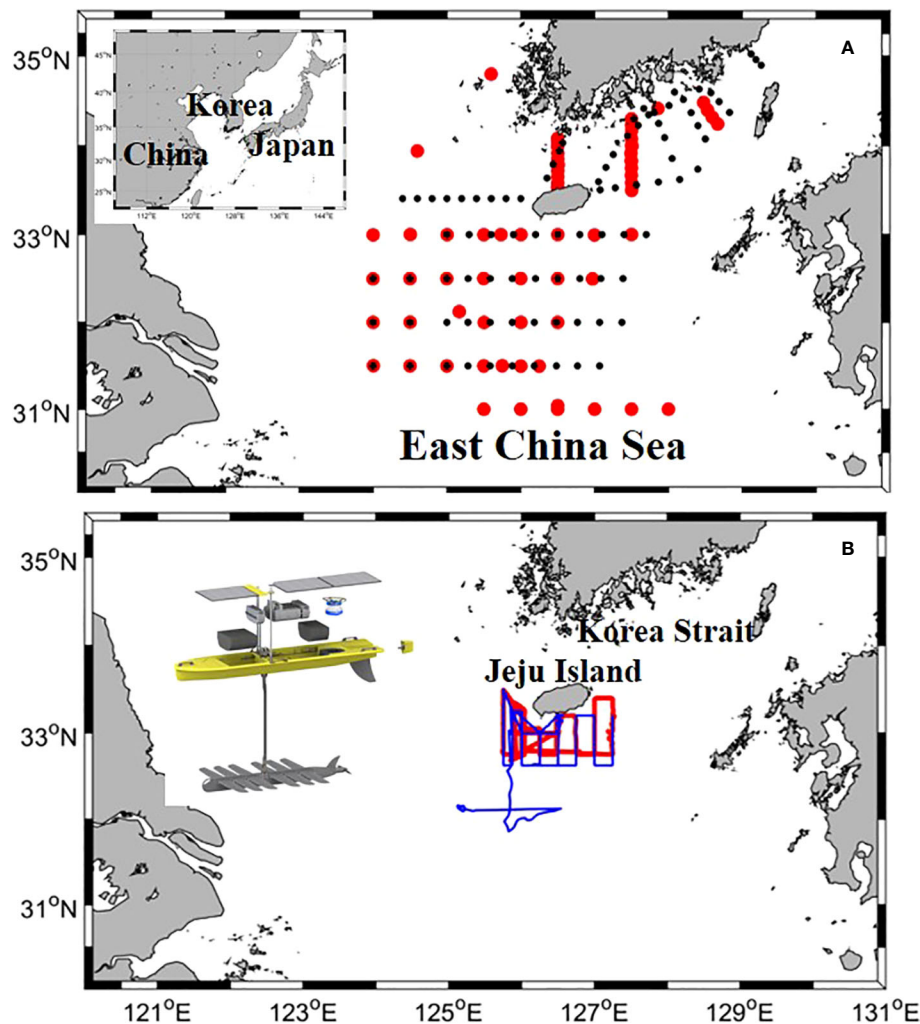 A
35°N
33°N
31°N
45°N
40°N
35°N
30°N
25°N
Korea
China
Japan
112°E 120°E 128°E 136°E 144°E
East China Sea
B
35°N
33°N
31°N
Korea Strait
Jeju Island
121°E 123°E 125°E 127°E 129°E 131°E